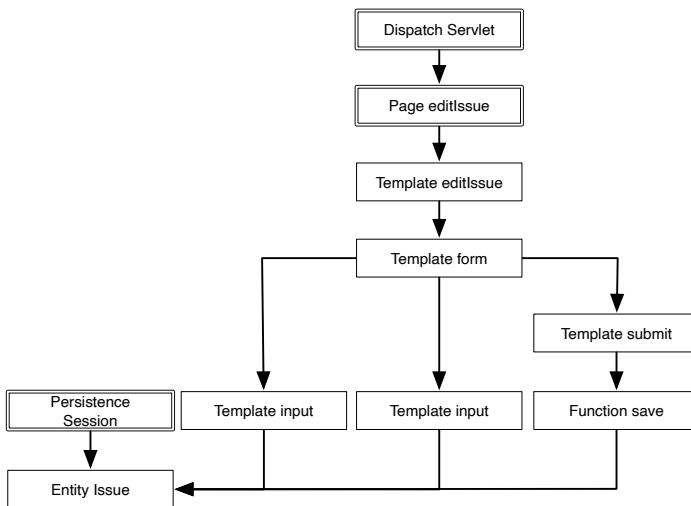 Dispatch Servlet
Page editIssue
Template editIssue
Template form
Template submit
Persistence
Session
Template input
Template input
Function save
Entity Issue